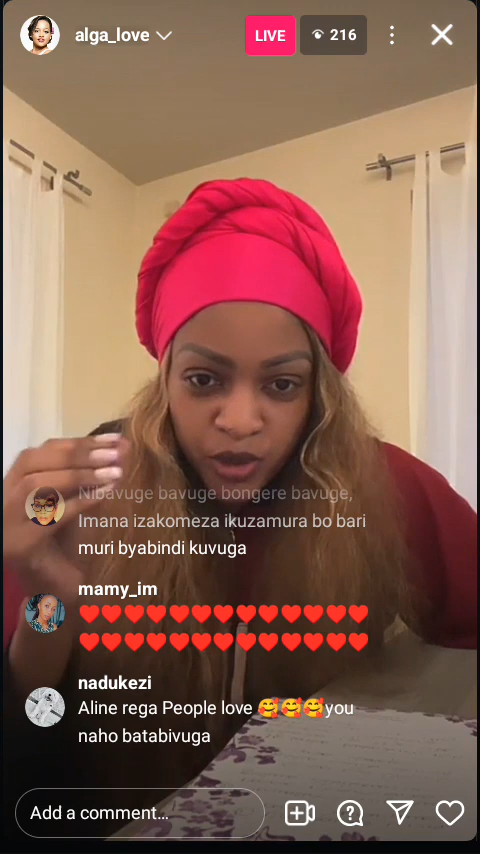 alga_love
LIVE
216
Nibavuge bavuge bongere bavuge,
Imana izakomeza ikuzamura bo bari
muri byabindi kuvuga
mamy_im
❤️❤️❤️❤️❤️❤️❤️❤️❤️❤️❤️❤️❤️
❤️❤️❤️❤️❤️❤️❤️❤️❤️❤️❤️❤️❤️
nadukezi
Aline rega People love 🥰🥰🥰you
naho batabivuga
Add a comment...